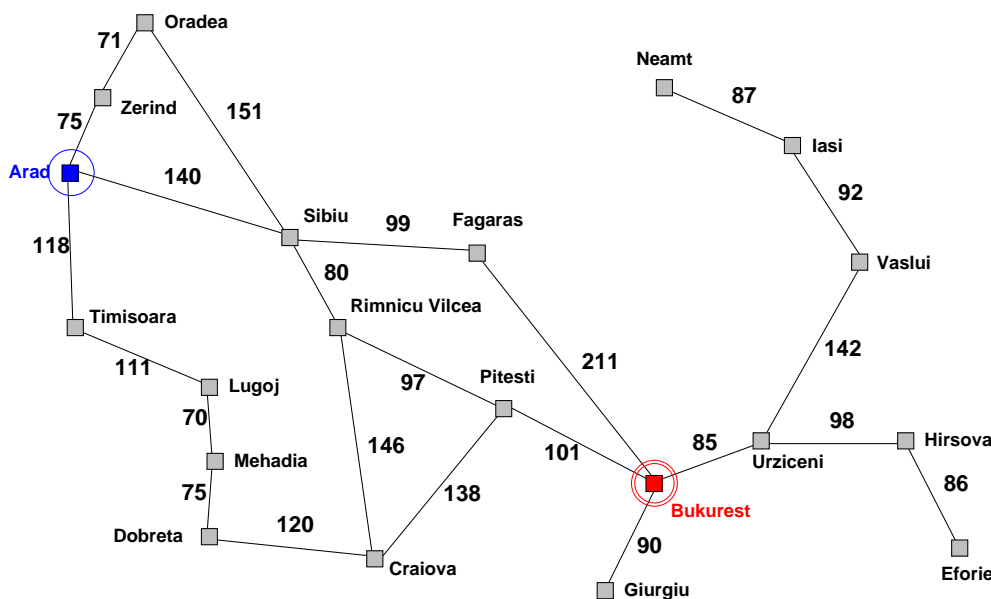 Oradea
71
Neamt
87
Zerind
75
151
Iasi
Arad
140
92
Sibiu
99
Fagaras
118
80
Vaslui
Timisoara
Rimnicu Vilcea
142
111
97
Pitesti
211
Lugoj
70
146
101
85
98
Hirsova
Urziceni
Mehadia
75
138
86
Bukurest
120
Dobreta
90
Craiova
Eforie
Giurgiu